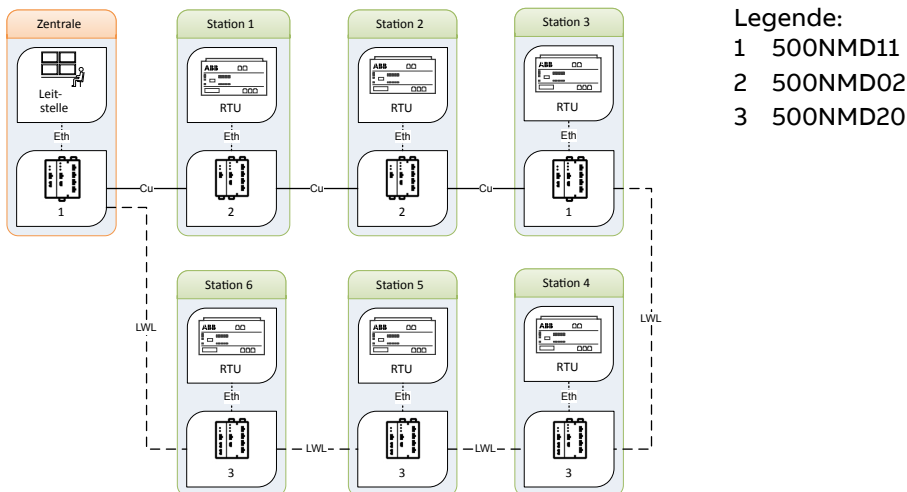 Zentrale
Station 1
Station 2
Station 3
Legende:
1 500NMD11
2 500NMD02
3 500NMD20
Leit-
stelle
ABB
RTU
ABB
RTU
ABB
RTU
Eth
Eth
Eth
Eth
Cu
Cu
Cu
1
2
2
1
LWL
LWL
Station 6
Station 5
Station 4
ABB
RTU
ABB
RTU
ABB
RTU
Eth
Eth
Eth
LWL
LWL
3
3
3